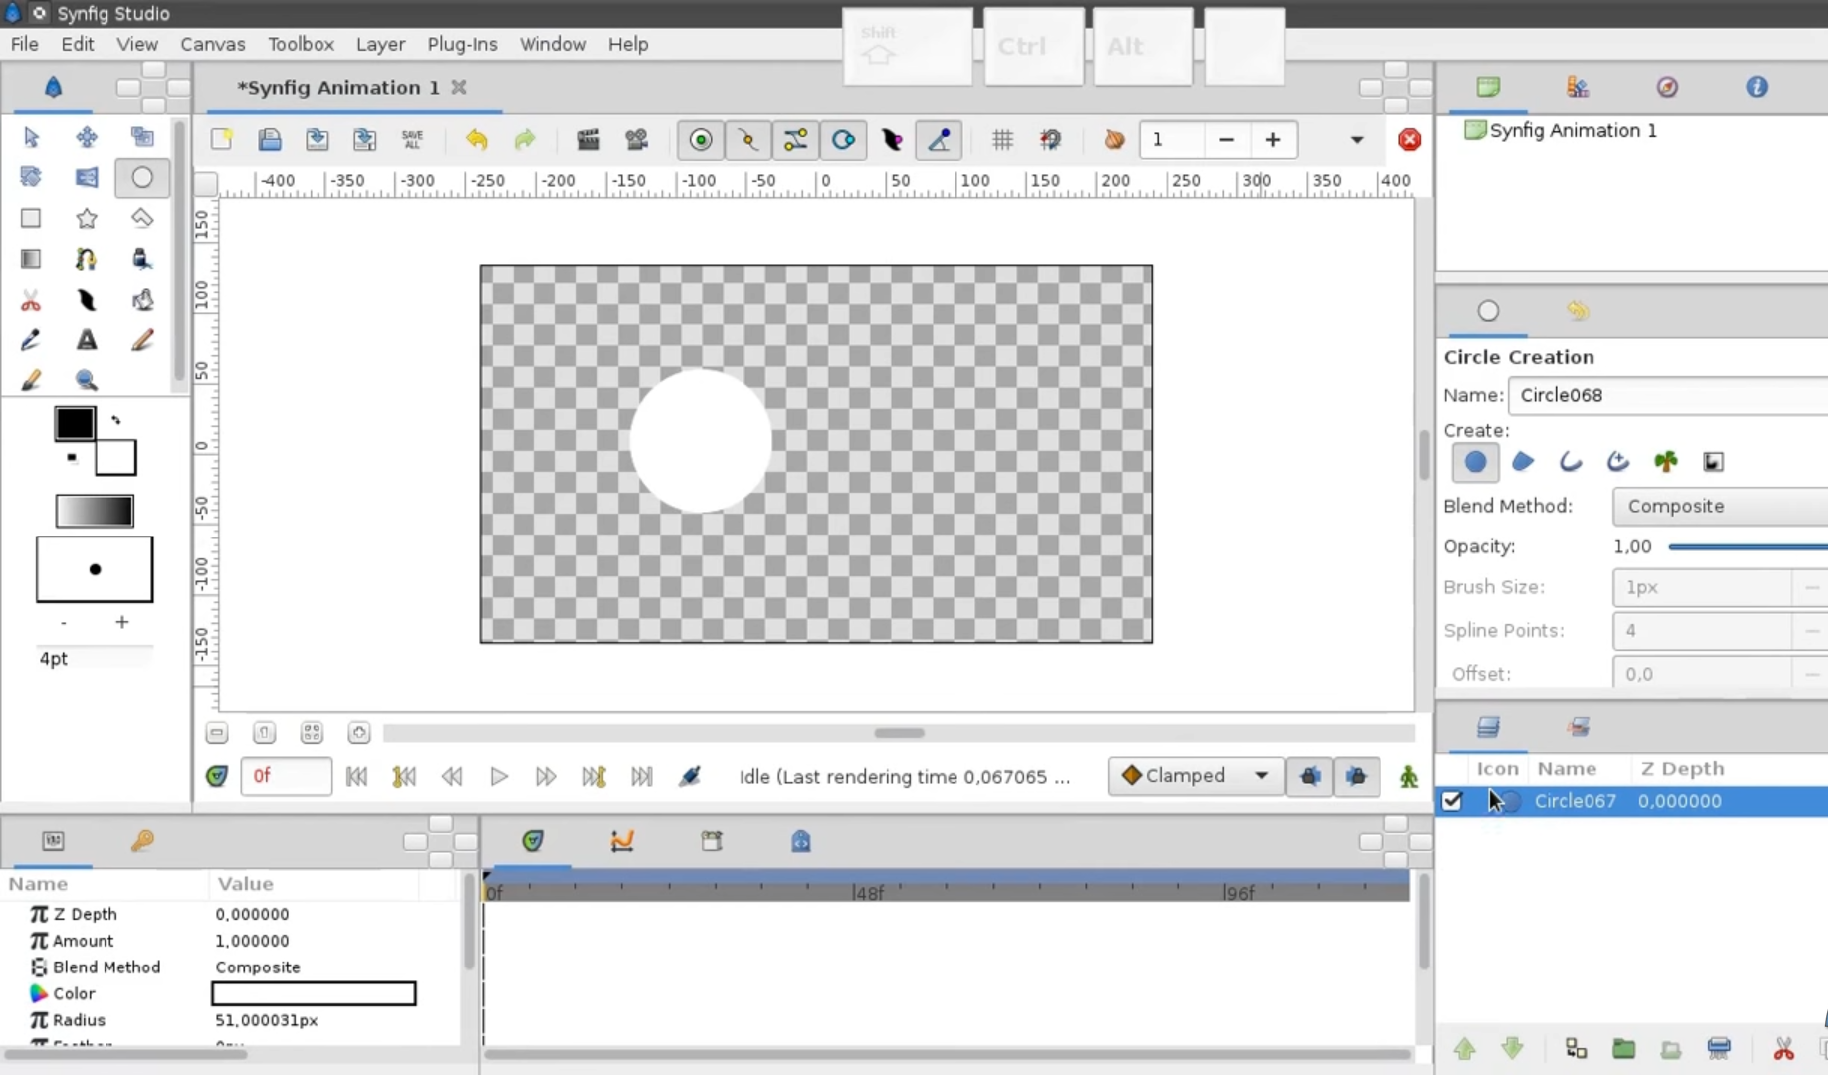 Synfig Studio
File Edit View Canvas Toolbox Layer Plug-Ins Window Help
Shift Ctrl Alt
*Synfig Animation 1
SAVE ALL
1
-400 -350 -300 -250 -200 -150 -100 -50 0 50 100 150 200 250 300 350 400
150
100
50
0
-50
-100
-150
- +
4pt
Synfig Animation 1
Circle Creation
Name: Circle068
Create:
Blend Method: Composite
Opacity: 1,00
Brush Size: 1px
Spline Points: 4
Offset: 0,0
0f Idle (Last rendering time 0,067065 ... Clamped
Icon Name Z Depth
Circle067 0,000000
Name Value
Z Depth 0,000000
Amount 1,000000
Blend Method Composite
Color
Radius 51,000031px
0f 48f 96f